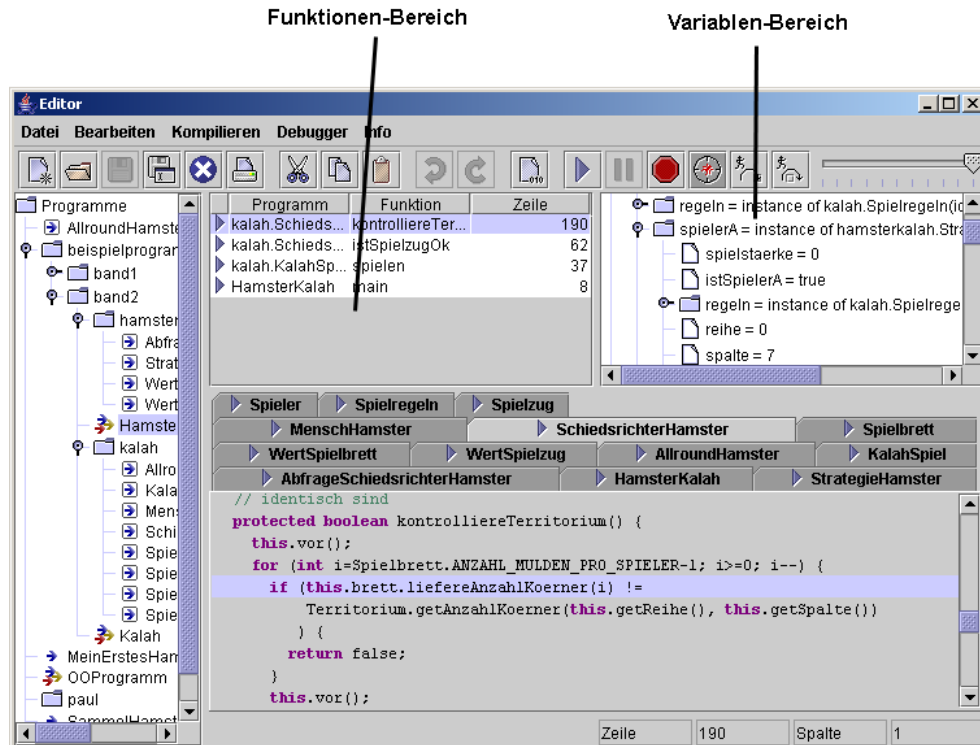 Funktionen-Bereich
Variablen-Bereich
Editor
Datei Bearbeiten Kompilieren Debugger Info
010
Programme
AllroundHamste
beispielprogran
band1
band2
hamster
Abfra
Strat
Wert
Wert
Hamste
kalah
Allro
Kala
Men
Schi
Spie
Spie
Spie
Spie
Kalah
MeinErstesHam
OOProgramm
paul
SammelHamst
Programm Funktion Zeile
kalah.Schieds... kontrolliereTer... 190
kalah.Schieds... istSpielzugOk 62
kalah.KalahSp... spielen 37
HamsterKalah main 8
regeln = instance of kalah.Spielregeln(id
spielerA = instance of hamsterkalah.Stra
spielstaerke = 0
istSpielerA = true
regeln = instance of kalah.Spielrege
reihe = 0
spalte = 7
Spieler Spielregeln Spielzug
MenschHamster SchiedsrichterHamster Spielbrett
WertSpielbrett WertSpielzug AllroundHamster KalahSpiel
AbfrageSchiedsrichterHamster HamsterKalah StrategieHamster
// identisch sind
protected boolean kontrolliereTerritorium() {
this.vor();
for (int i=Spielbrett.ANZAHL_MULDEN_PRO_SPIELER-1; i>=0; i--) {
if (this.brett.liefereAnzahlKoerner(i) !=
Territorium.getAnzahlKoerner(this.getReihe(), this.getSpalte())
) {
return false;
}
this.vor();
Zeile 190 Spalte 1